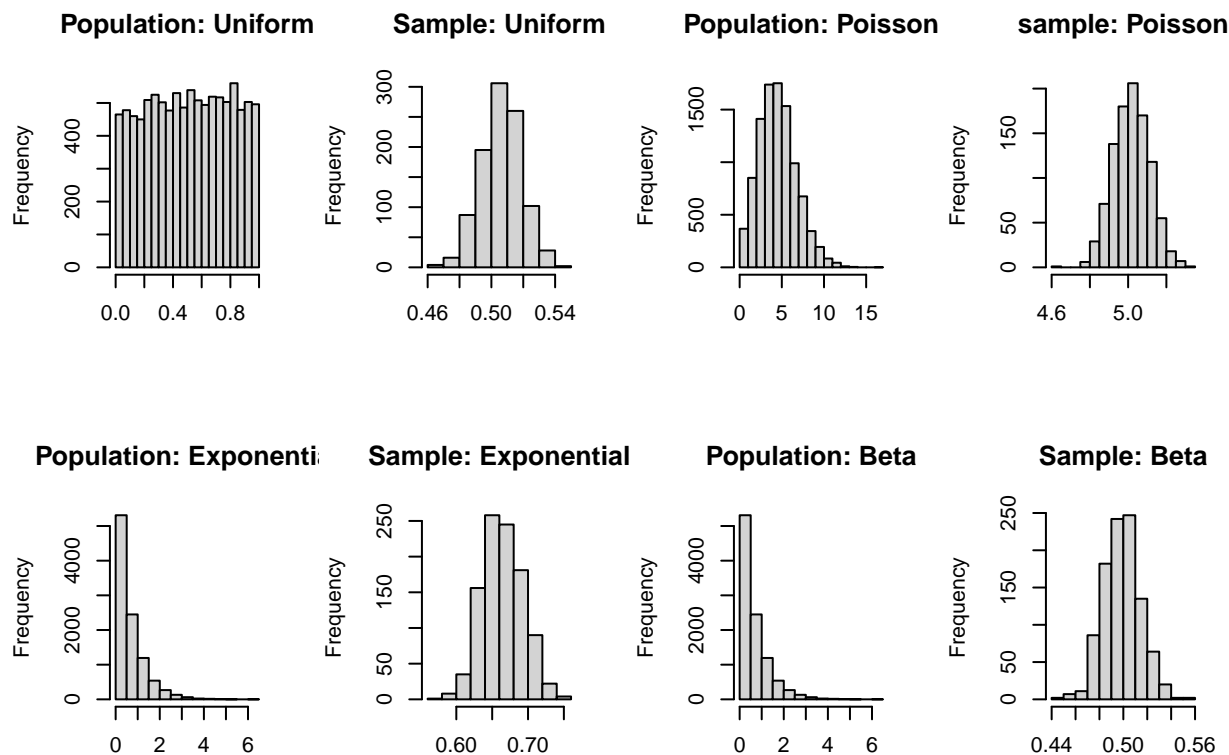 Population: Uniform
Frequency
0 200 400
0.0 0.4 0.8
Sample: Uniform
Frequency
0 100 200 300
0.46 0.50 0.54
Population: Poisson
Frequency
0 500 1500
0 5 10 15
sample: Poisson
Frequency
0 50 150
4.6 5.0
Population: Exponentia
Frequency
0 2000 4000
0 2 4 6
Sample: Exponential
Frequency
0 50 150 250
0.60 0.70
Population: Beta
Frequency
0 2000 4000
0 2 4 6
Sample: Beta
Frequency
0 50 150 250
0.44 0.50 0.56